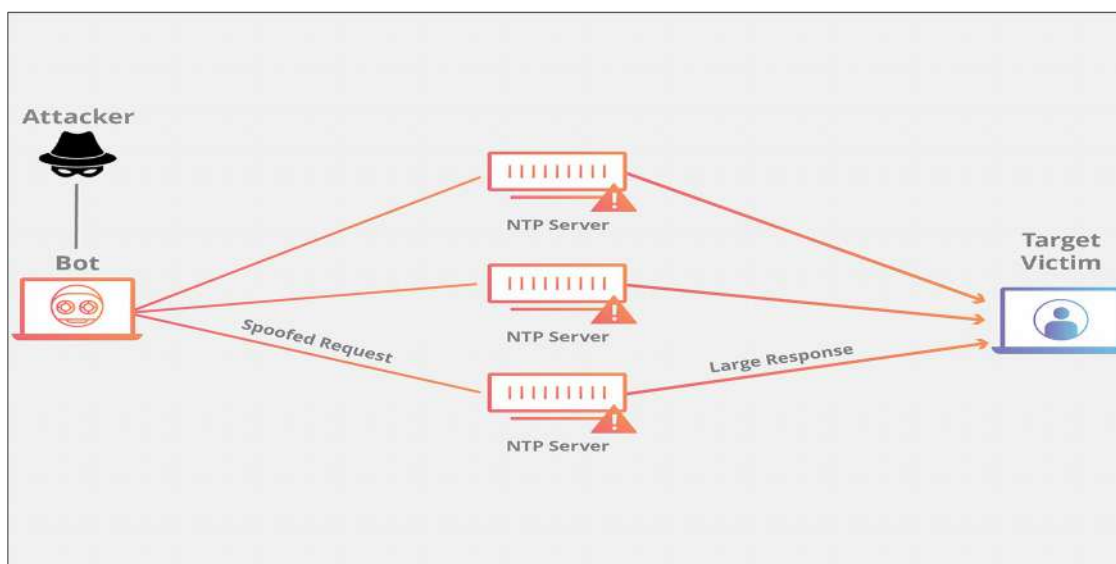 Attacker
Bot
NTP Server
NTP Server
NTP Server
Spoofed Request
Large Response
Target
Victim